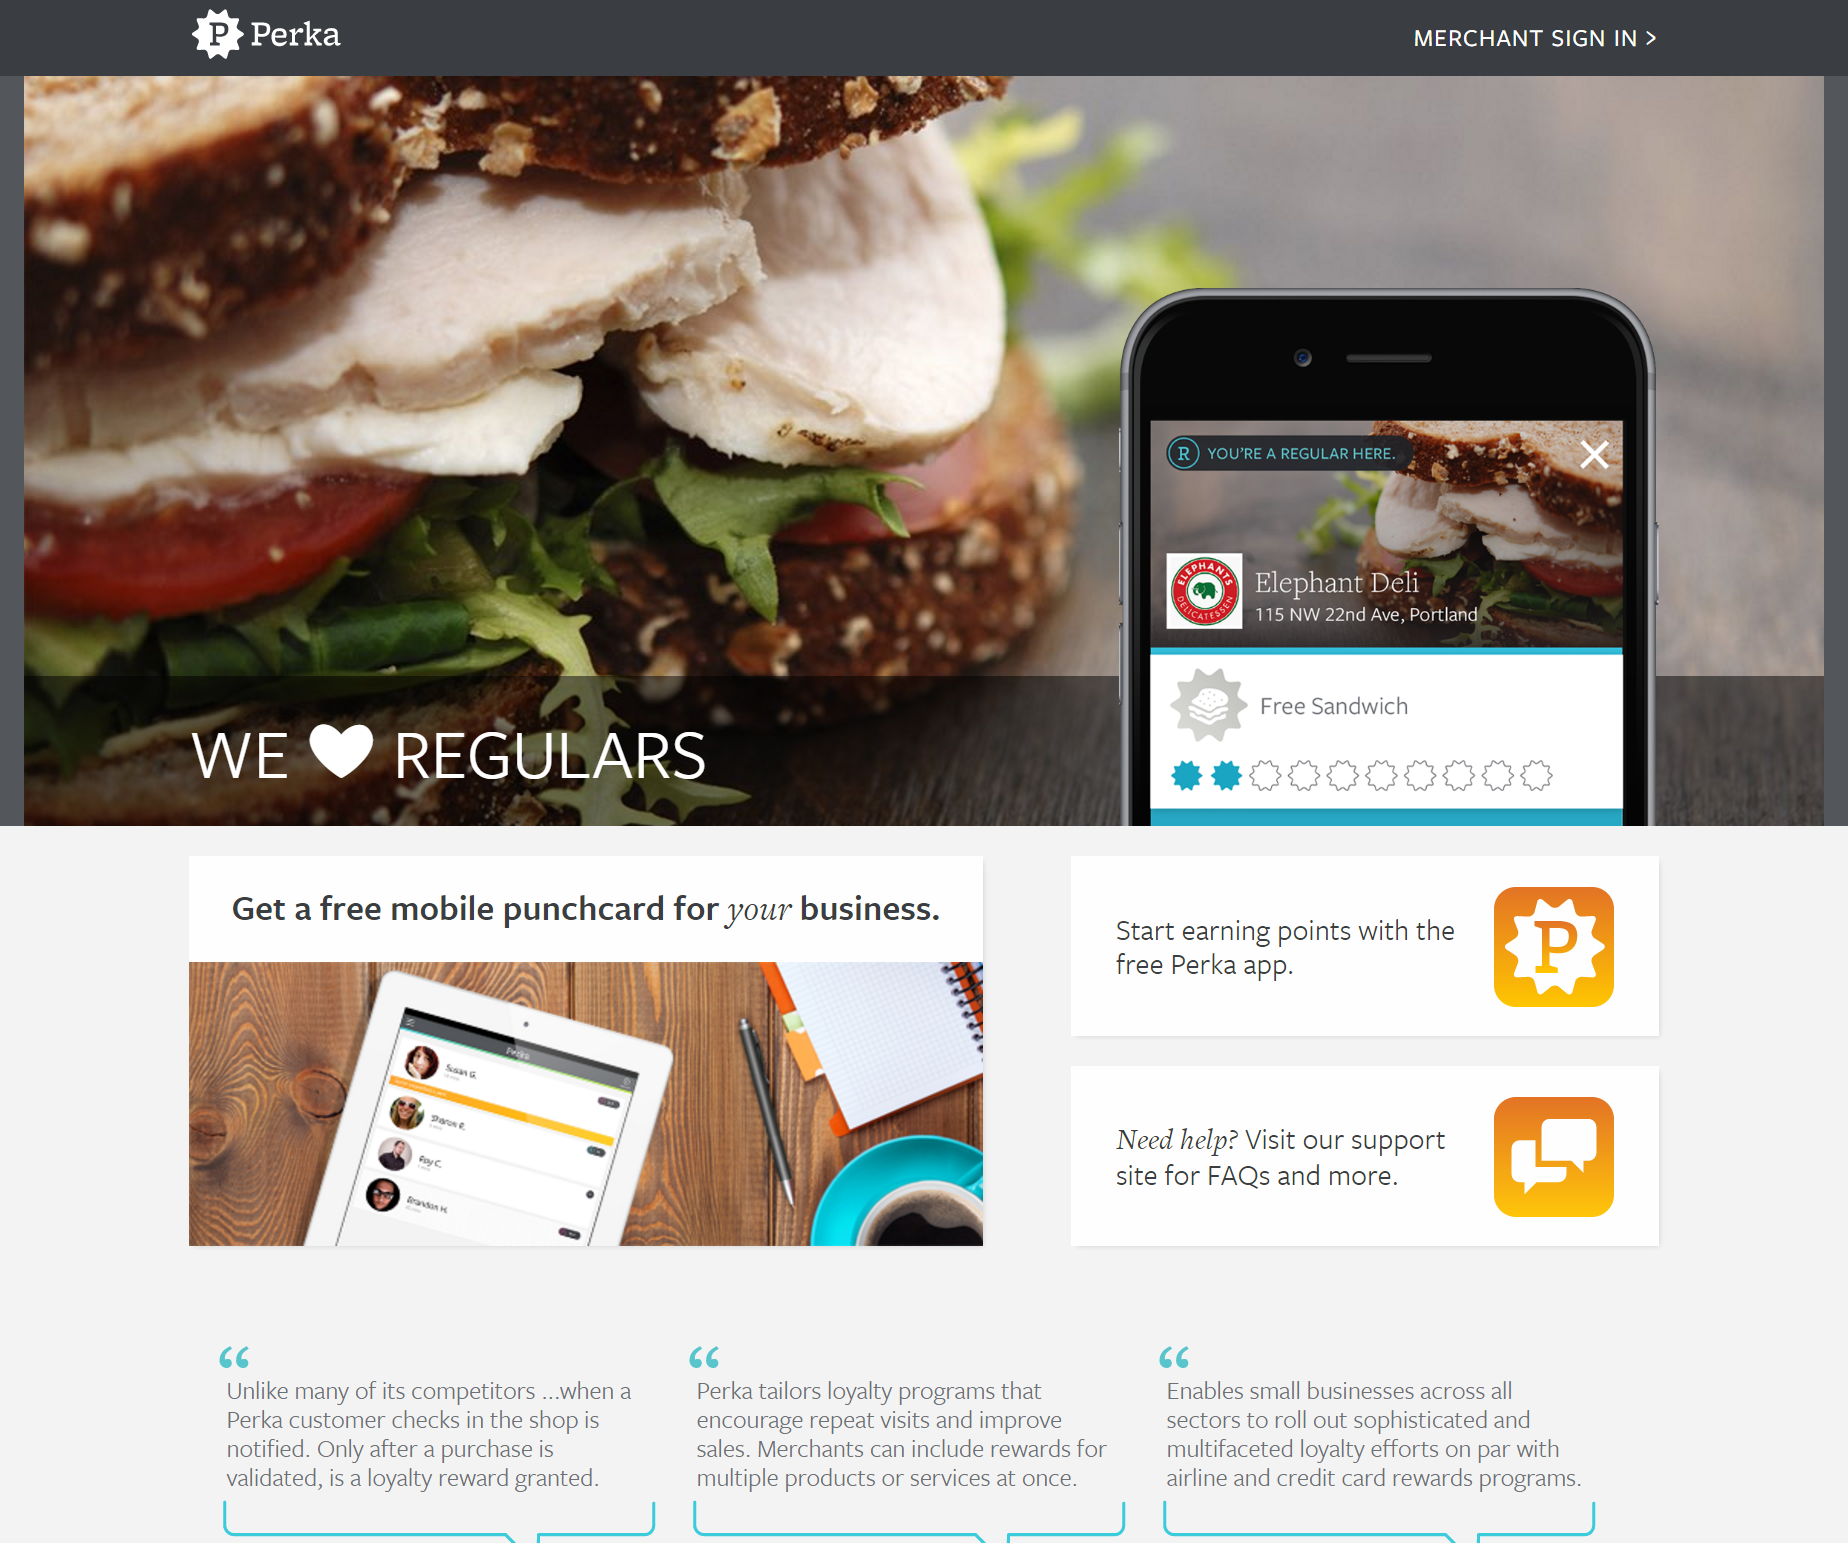 P Perka
MERCHANT SIGN IN >
R YOU'RE A REGULAR HERE.
ELEPHANTS
DELICATESSEN
Elephant Deli
115 NW 22nd Ave, Portland
Free Sandwich
WE ♥ REGULARS
Get a free mobile punchcard for your business.
Perka
Susan G.
Sharon R.
Roy C.
Brandon H.
Start earning points with the
free Perka app.
P
Need help? Visit our support
site for FAQs and more.
“
Unlike many of its competitors ...when a
Perka customer checks in the shop is
notified. Only after a purchase is
validated, is a loyalty reward granted.
“
Perka tailors loyalty programs that
encourage repeat visits and improve
sales. Merchants can include rewards for
multiple products or services at once.
“
Enables small businesses across all
sectors to roll out sophisticated and
multifaceted loyalty efforts on par with
airline and credit card rewards programs.